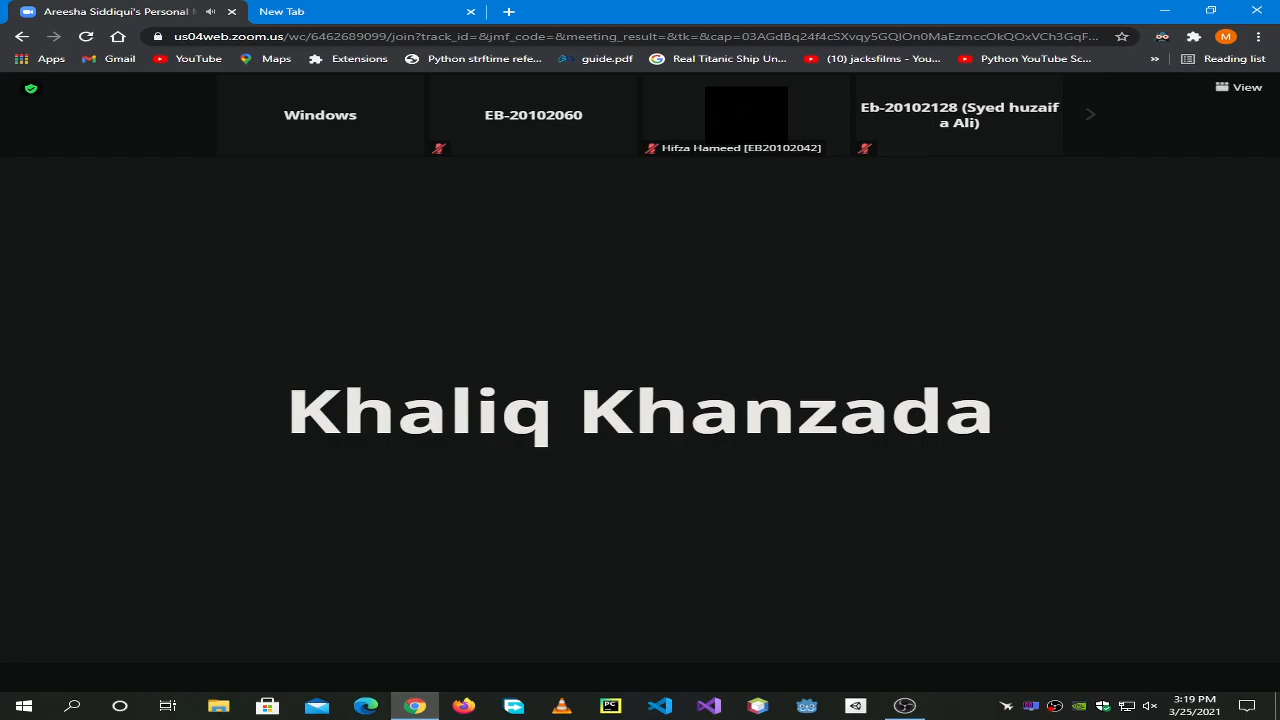 Areesha Siddiqui's Personal
New Tab
us04web.zoom.us/wc/6462689099/join?track_id=&jmf_code=&meeting_result=&tk=&cap=03AGdBq24f4cSXvqy5GQIOn0MaEzmccOkQOxVCh3GqF...
M
Apps
Gmail
YouTube
Maps
Extensions
Python strftime refe...
guide.pdf
Real Titanic Ship Un...
(10) jacksfilms - You...
Python YouTube Sc...
»
Reading list
View
Windows
EB-20102060
Hifza Hameed [EB20102042]
Eb-20102128 (Syed huzaif
a Ali)
Khaliq Khanzada
PC
3:19 PM
3/25/2021